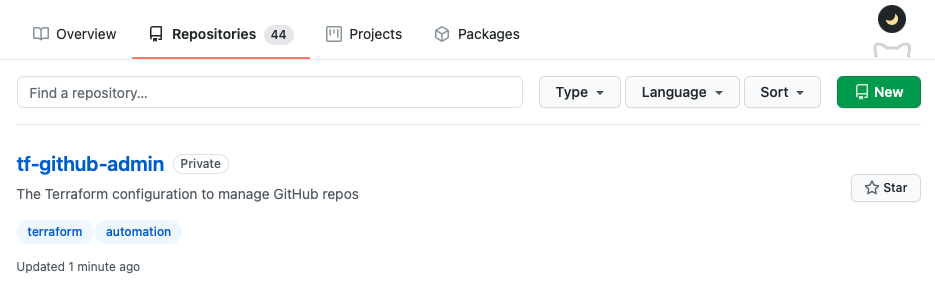 Overview Repositories 44 Projects Packages
Find a repository... Type Language Sort New
tf-github-admin Private
The Terraform configuration to manage GitHub repos
Star
terraform automation
Updated 1 minute ago